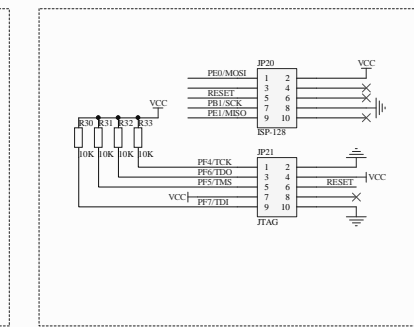 JP20
VCC
PE0/MOSI 1 2
3 4
RESET 5 6
PB1/SCK 7 8
PE1/MISO 9 10
ISP-128
VCC
R30 R31 R32 R33
10K 10K 10K 10K
JP21
PF4/TCK 1 2
PF6/TDO 3 4 VCC
PF5/TMS 5 6 RESET
VCC 7 8
PF7/TDI 9 10
JTAG